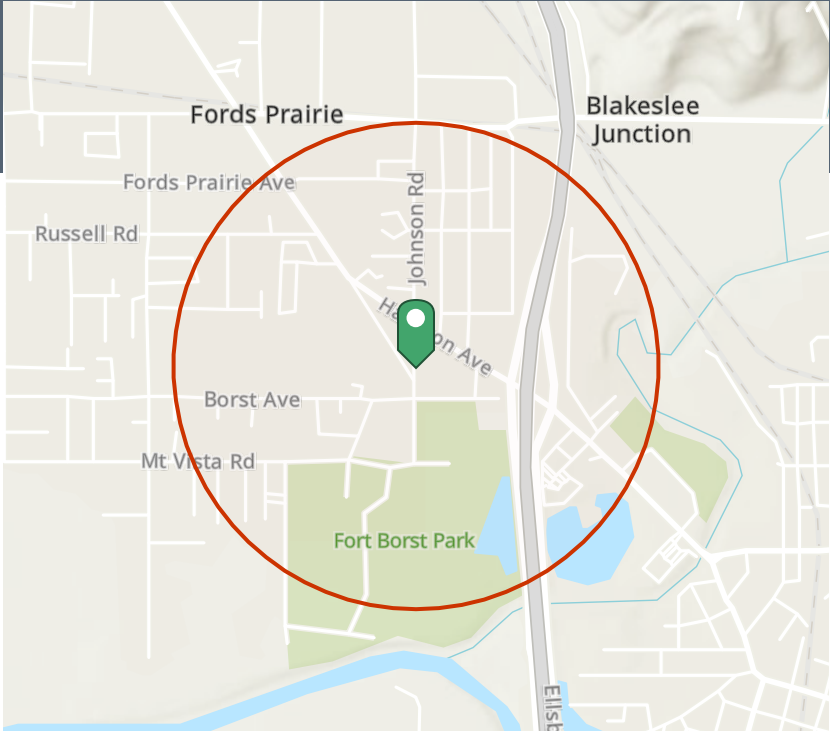 Fords Prairie
Blakeslee
Junction
Fords Prairie Ave
Johnson Rd
Russell Rd
Ave
Borst Ave
Mt Vista Rd
Fort Borst Park